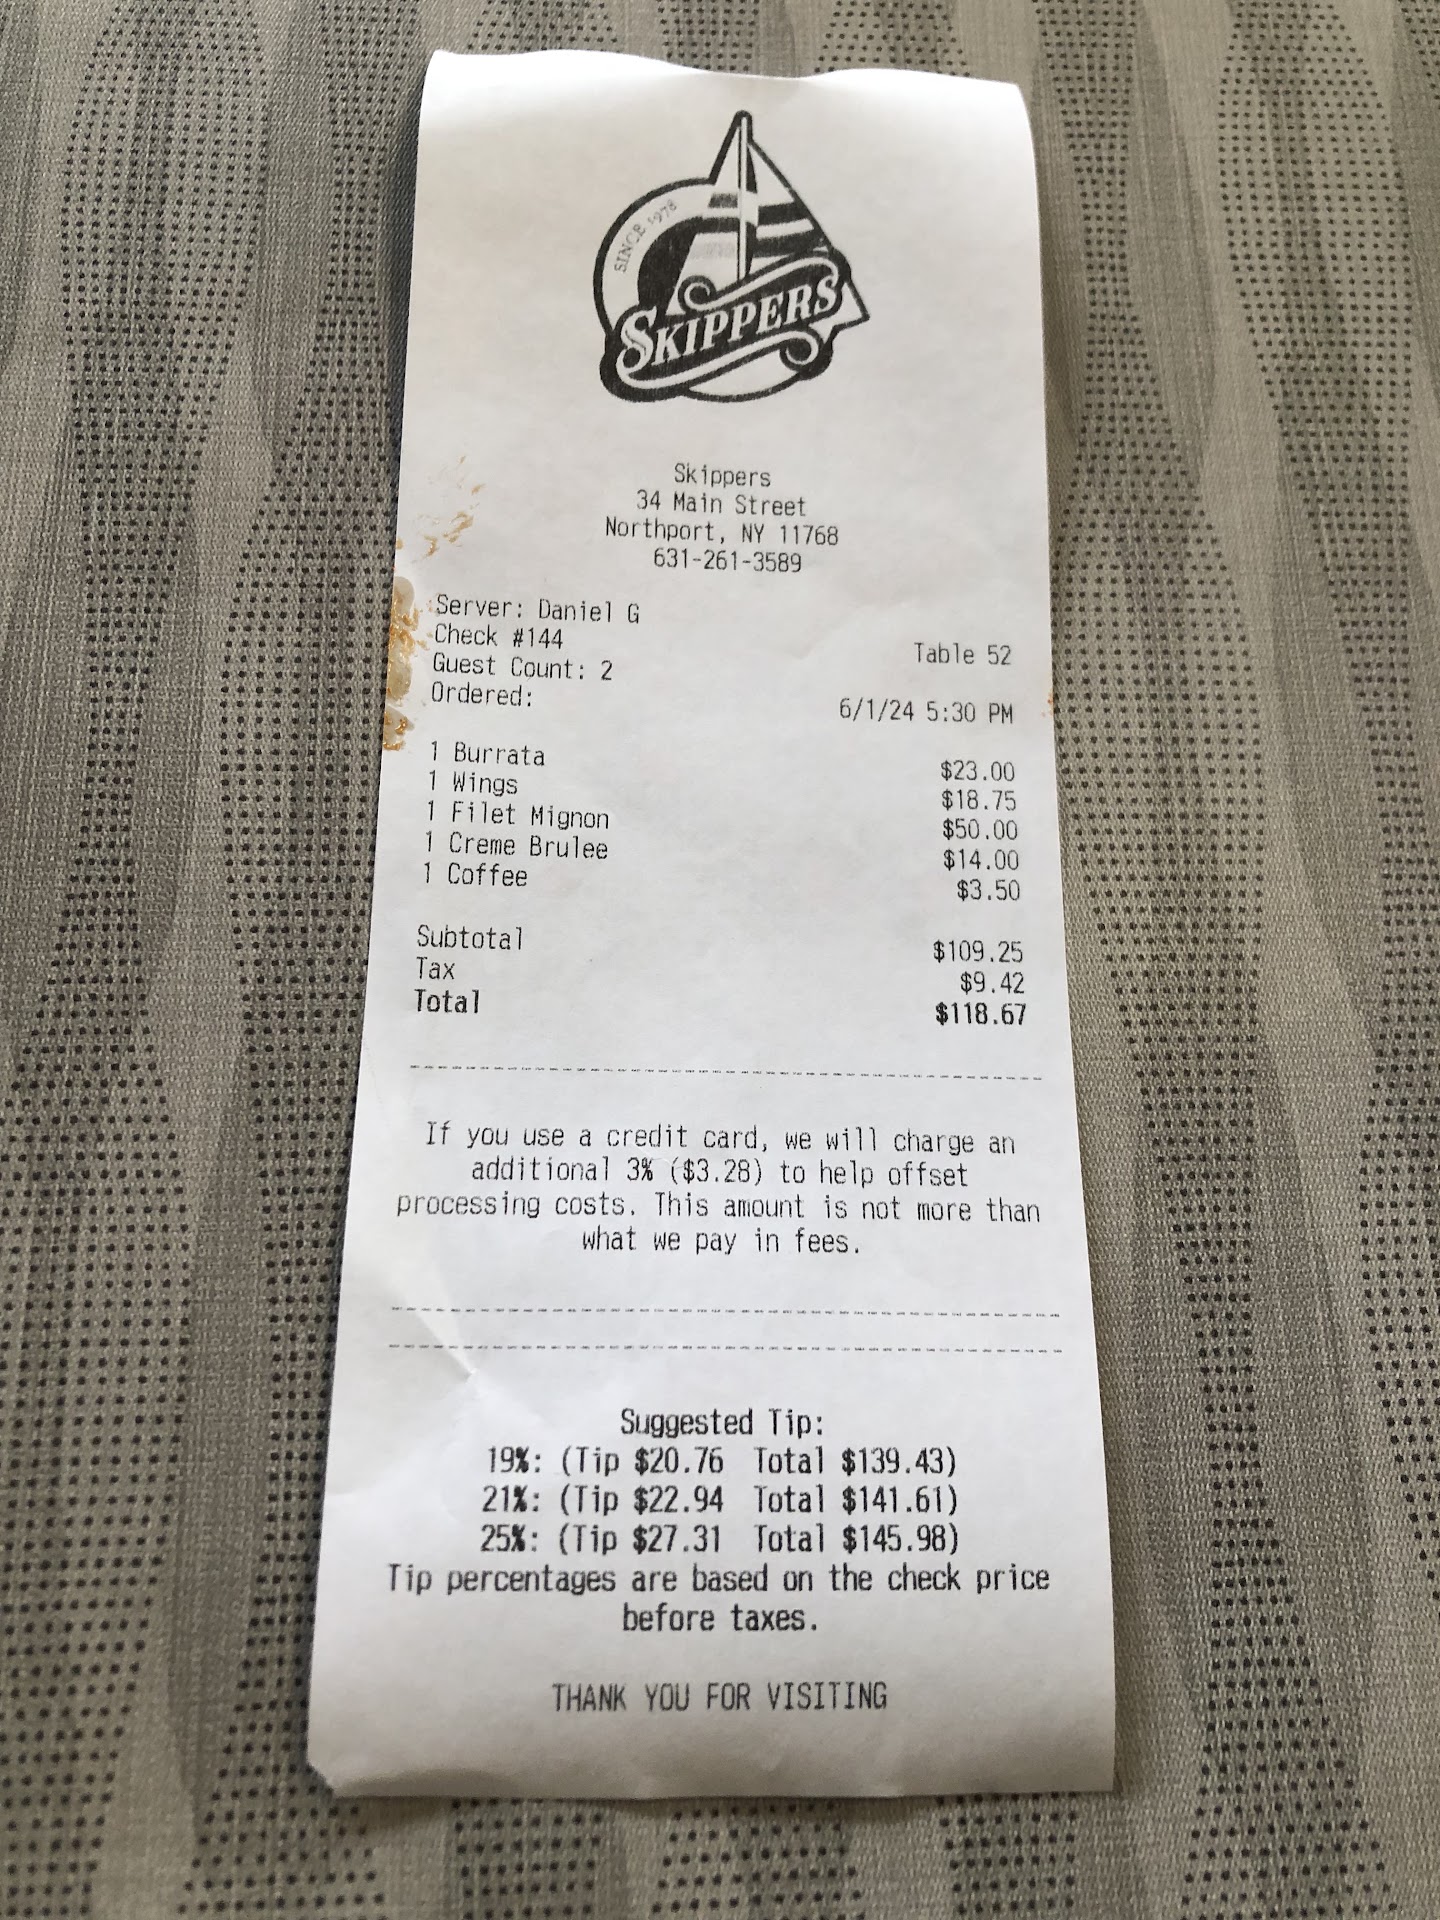 SINCE 1978
SKIPPERS
Skippers
34 Main Street
Northport, NY 11768
631-261-3589
Server: Daniel G
Check #144 Table 52
Guest Count: 2
Ordered: 6/1/24 5:30 PM
1 Burrata $23.00
1 Wings $18.75
1 Filet Mignon $50.00
1 Creme Brulee $14.00
1 Coffee $3.50
Subtotal $109.25
Tax $9.42
Total $118.67
If you use a credit card, we will charge an
additional 3% ($3.28) to help offset
processing costs. This amount is not more than
what we pay in fees.
Suggested Tip:
19%: (Tip $20.76 Total $139.43)
21%: (Tip $22.94 Total $141.61)
25%: (Tip $27.31 Total $145.98)
Tip percentages are based on the check price
before taxes.
THANK YOU FOR VISITING